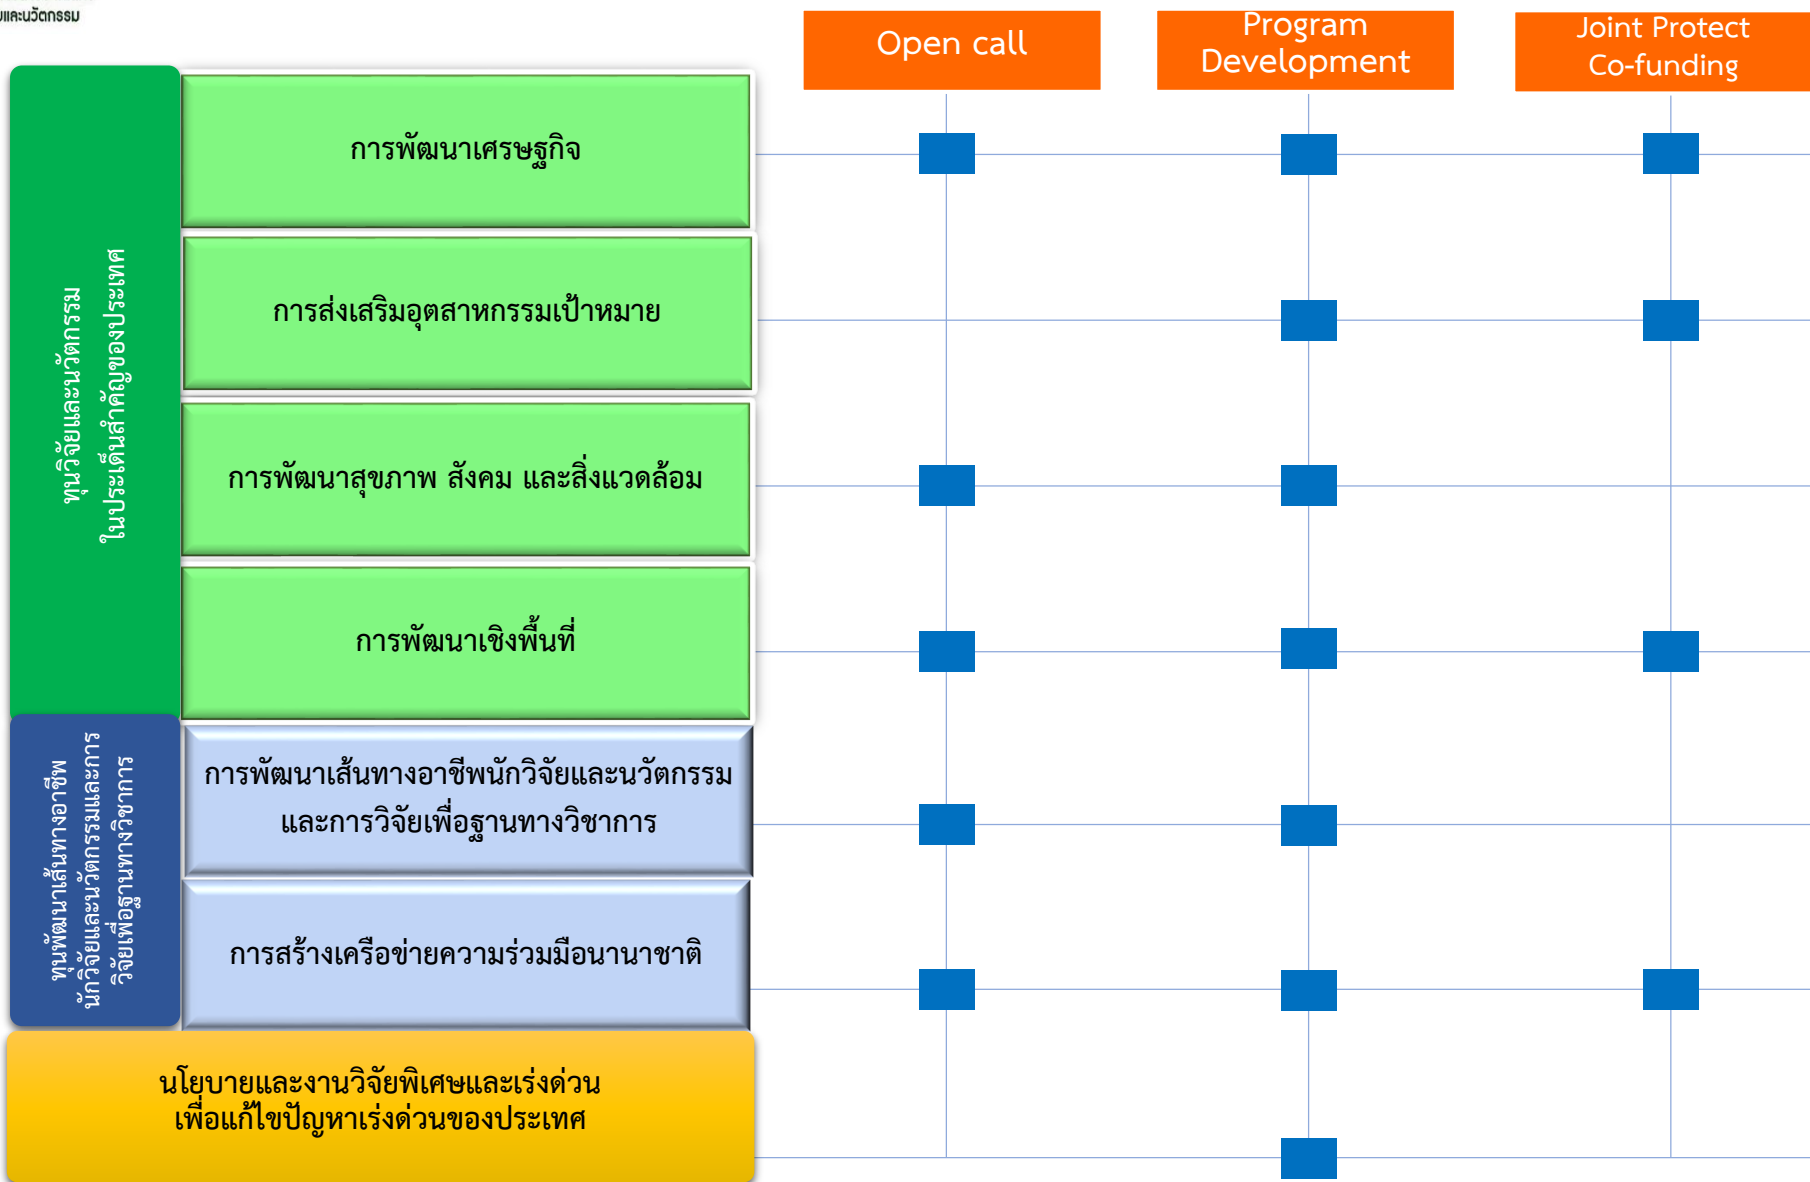 และนวัตกรรม
Open call
Program
Development
Joint Protect
Co-funding
ทุนวิจัยและนวัตกรรม
ในประเด็นสำคัญของประเทศ
การพัฒนาเศรษฐกิจ
การส่งเสริมอุตสาหกรรมเป้าหมาย
การพัฒนาสุขภาพ สังคม และสิ่งแวดล้อม
การพัฒนาเชิงพื้นที่
ทุนพัฒนาเส้นทางอาชีพ
นักวิจัยและนวัตกรรมและการ
วิจัยเพื่อฐานทางวิชาการ
การพัฒนาเส้นทางอาชีพนักวิจัยและนวัตกรรม
และการวิจัยเพื่อฐานทางวิชาการ
การสร้างเครือข่ายความร่วมมือนานาชาติ
นโยบายและงานวิจัยพิเศษและเร่งด่วน
เพื่อแก้ไขปัญหาเร่งด่วนของประเทศ